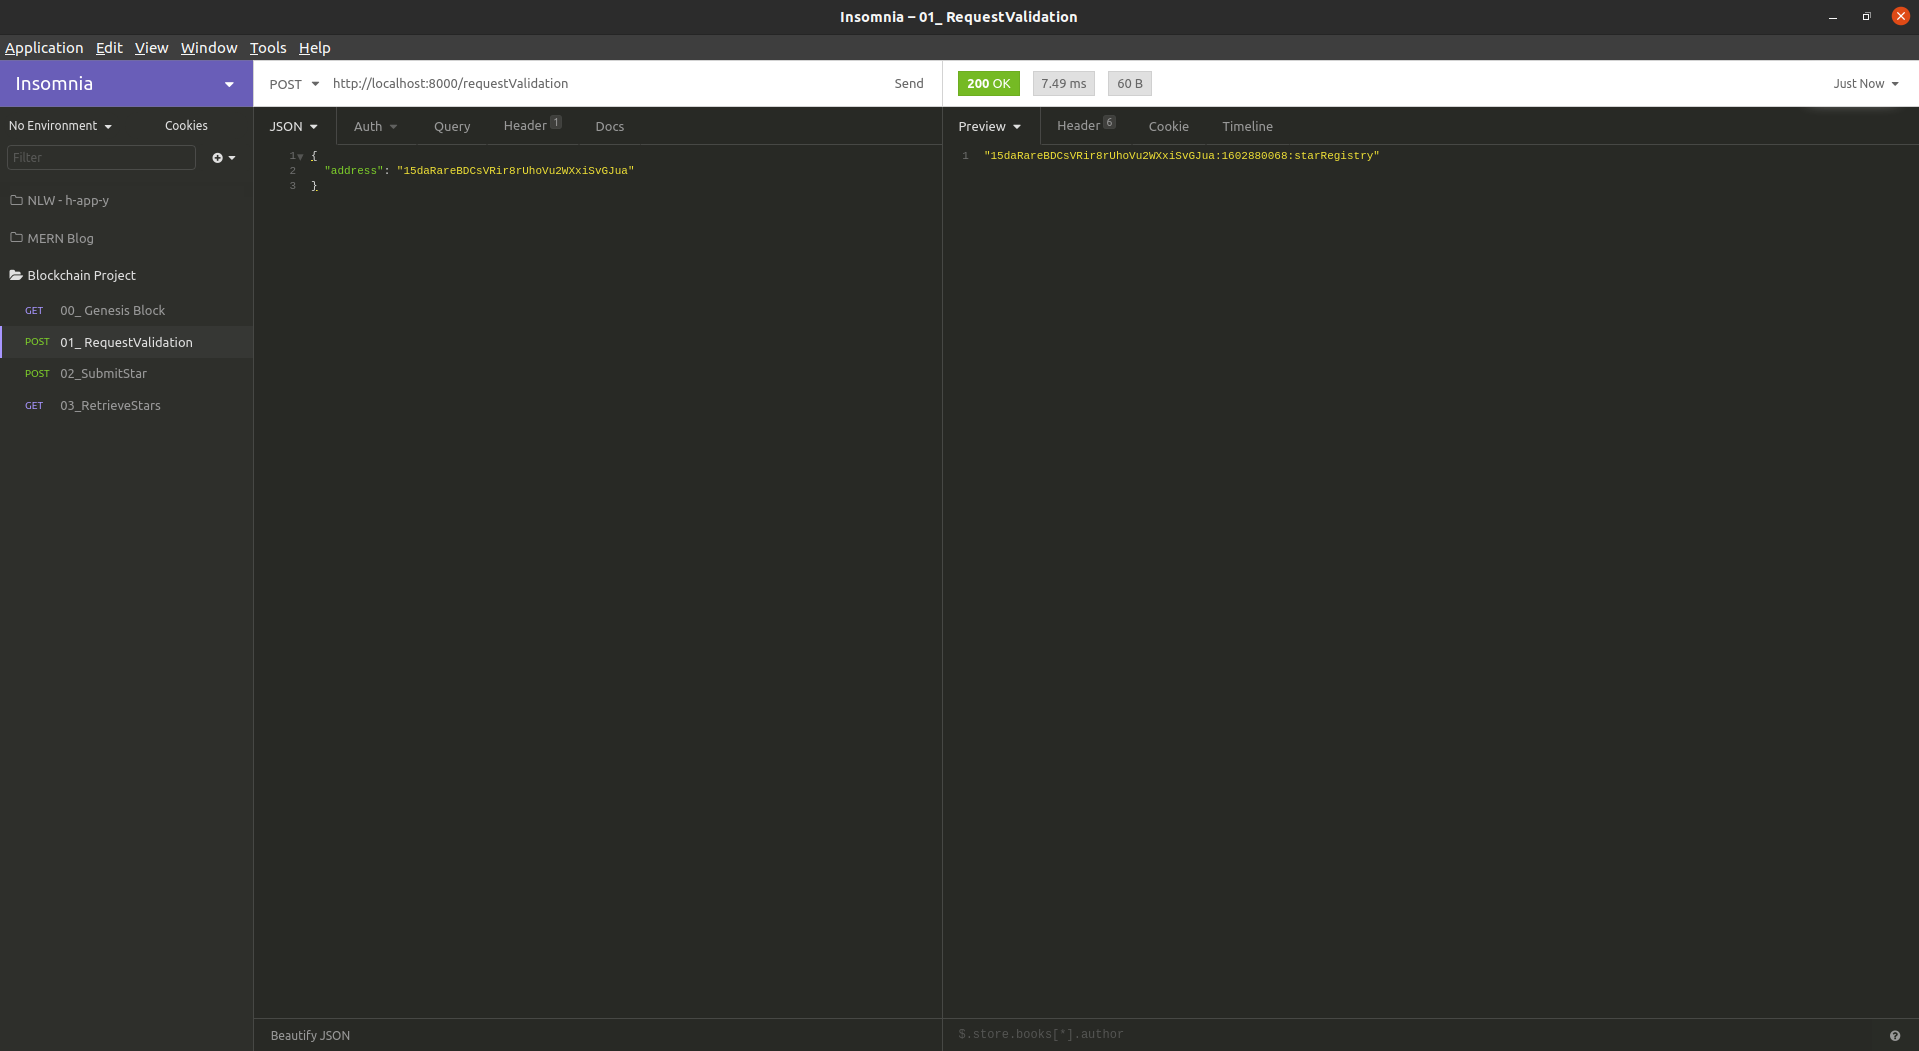 Insomnia – 01_ RequestValidation
Application Edit View Window Tools Help
Insomnia
POST http://localhost:8000/requestValidation Send
200 OK 7.49 ms 60 B Just Now
No Environment Cookies
Filter
NLW - h-app-y
MERN Blog
Blockchain Project
GET 00_ Genesis Block
POST 01_ RequestValidation
POST 02_SubmitStar
GET 03_RetrieveStars
JSON Auth Query Header 1 Docs
1 {
2 "address": "15daRareBDCsVRir8rUhoVu2WXxiSvGJua"
3 }
Beautify JSON
Preview Header 6 Cookie Timeline
1 "15daRareBDCsVRir8rUhoVu2WXxiSvGJua:1602880068:starRegistry"
$.store.books[*].author